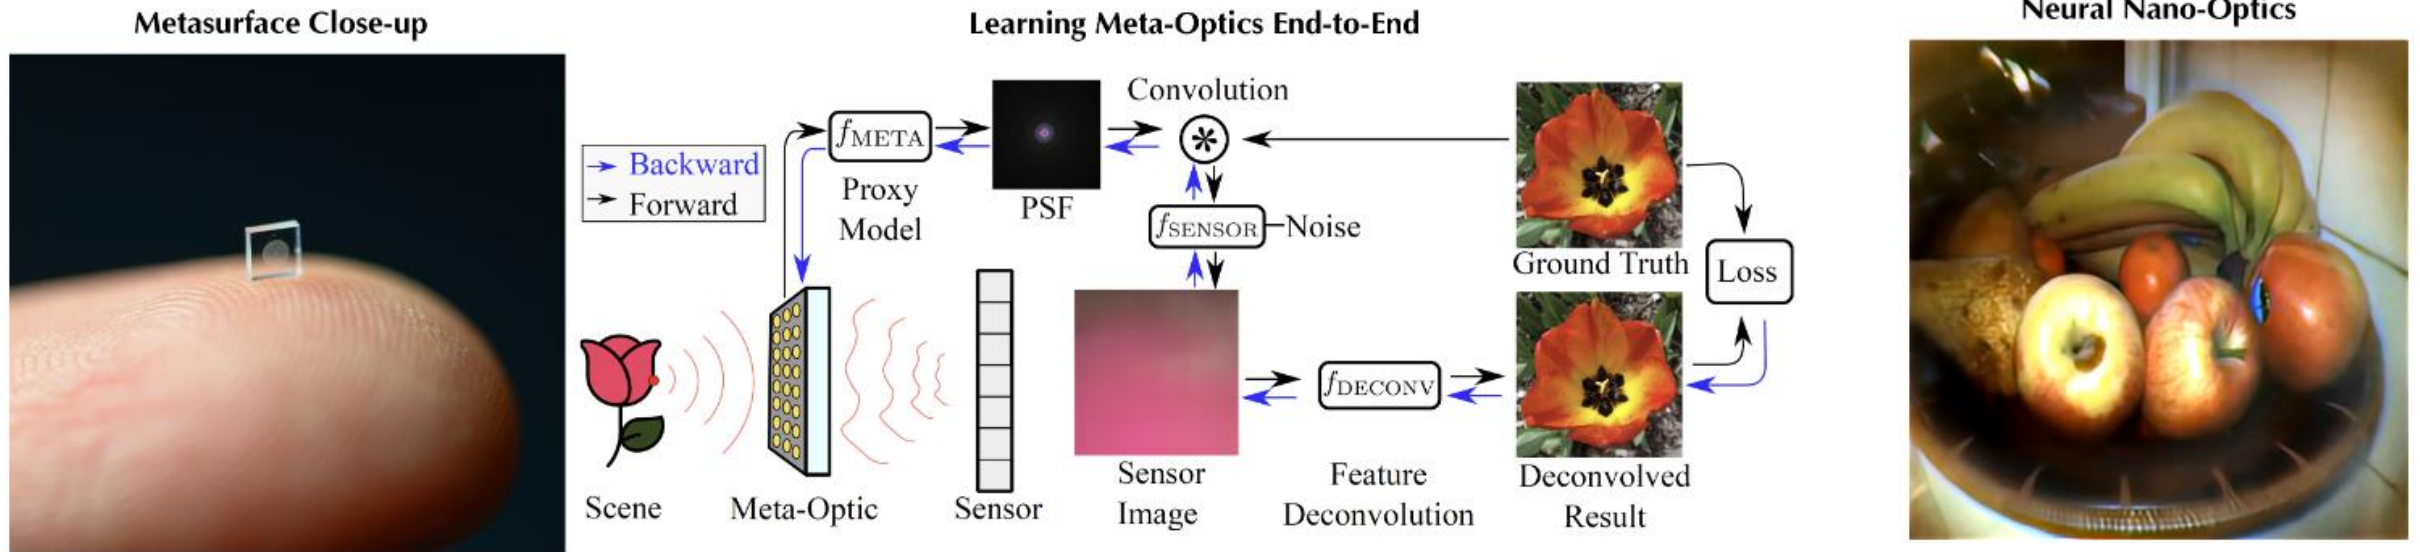 Metasurface Close-up
Learning Meta-Optics End-to-End
Neural Nano-Optics
Backward
Forward
fMETA
Proxy
Model
PSF
Convolution
*
fSENSOR
Noise
Ground Truth
Loss
Scene
Meta-Optic
Sensor
Sensor
Image
fDECONV
Feature
Deconvolution
Deconvolved
Result